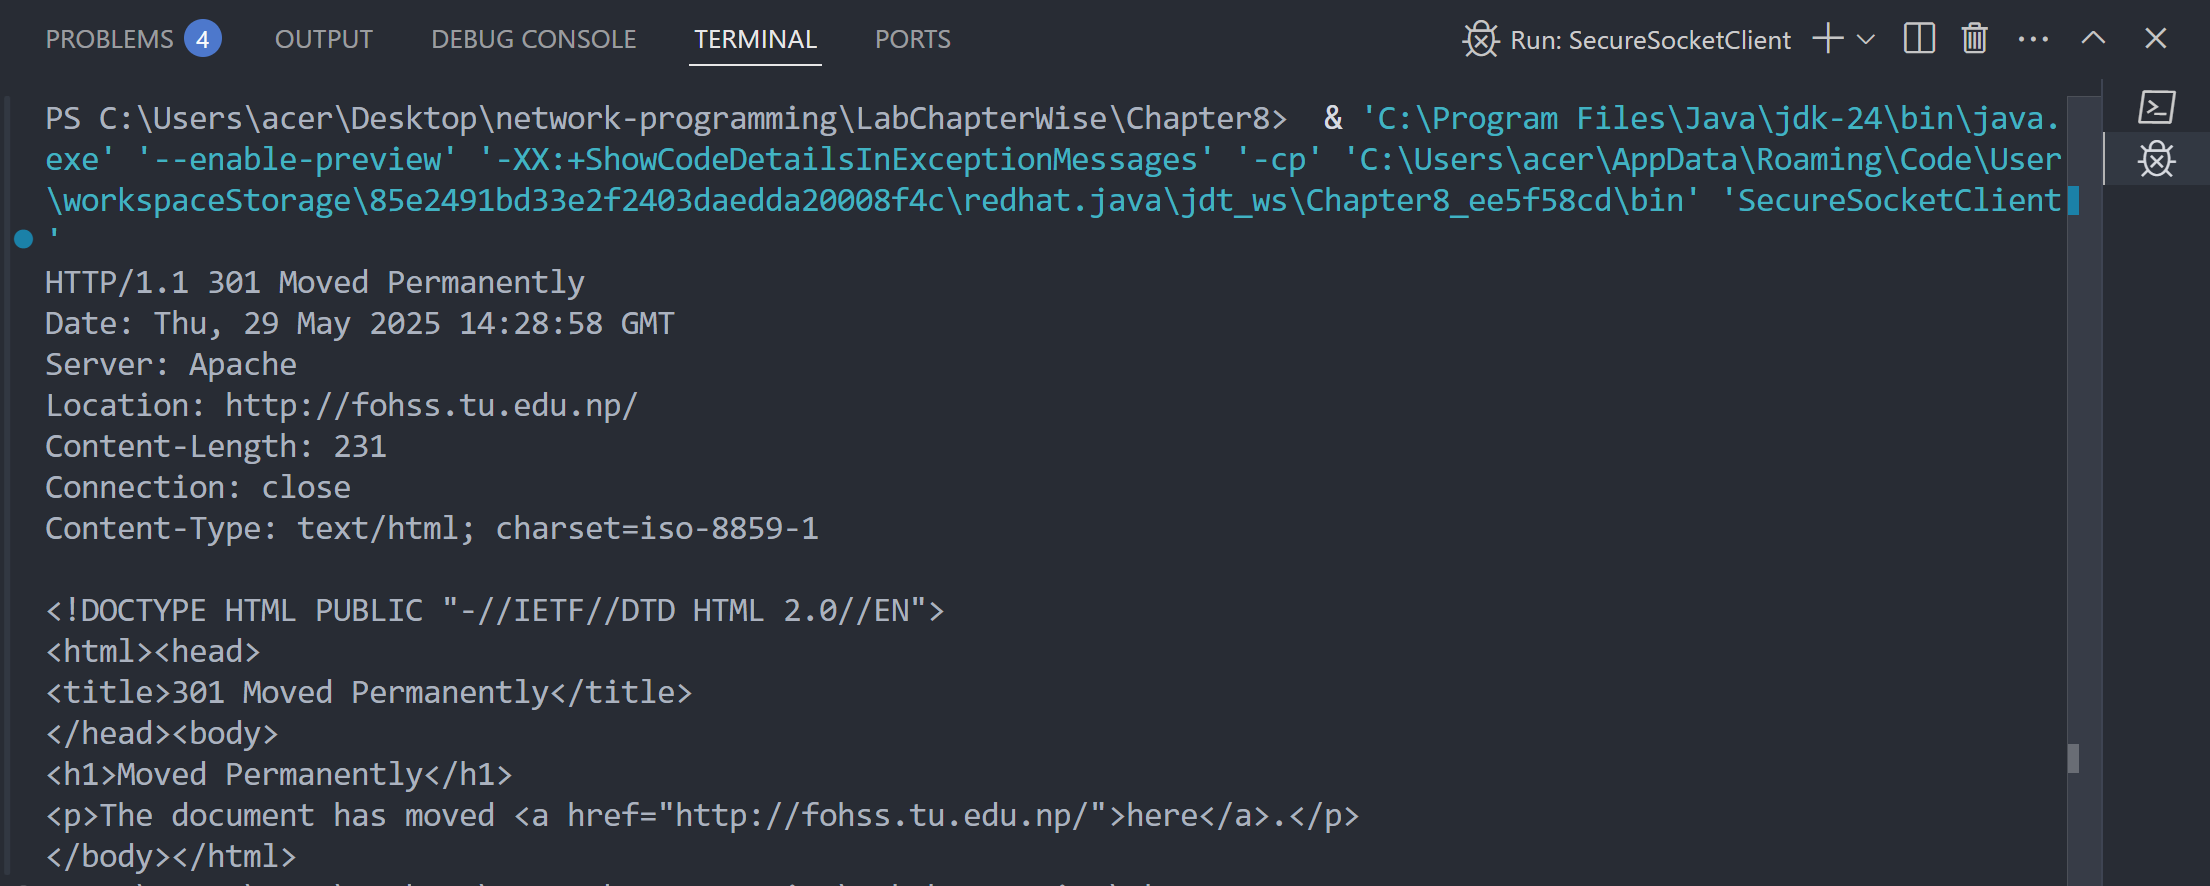 PROBLEMS 4 OUTPUT DEBUG CONSOLE TERMINAL PORTS Run: SecureSocketClient
PS C:\Users\acer\Desktop\network-programming\LabChapterWise\Chapter8>  & 'C:\Program Files\Java\jdk-24\bin\java.
exe' '--enable-preview' '-XX:+ShowCodeDetailsInExceptionMessages' '-cp' 'C:\Users\acer\AppData\Roaming\Code\User
\workspaceStorage\85e2491bd33e2f2403daedda20008f4c\redhat.java\jdt_ws\Chapter8_ee5f58cd\bin' 'SecureSocketClient
'
HTTP/1.1 301 Moved Permanently
Date: Thu, 29 May 2025 14:28:58 GMT
Server: Apache
Location: http://fohss.tu.edu.np/
Content-Length: 231
Connection: close
Content-Type: text/html; charset=iso-8859-1

<!DOCTYPE HTML PUBLIC "-//IETF//DTD HTML 2.0//EN">
<html><head>
<title>301 Moved Permanently</title>
</head><body>
<h1>Moved Permanently</h1>
<p>The document has moved <a href="http://fohss.tu.edu.np/">here</a>.</p>
</body></html>